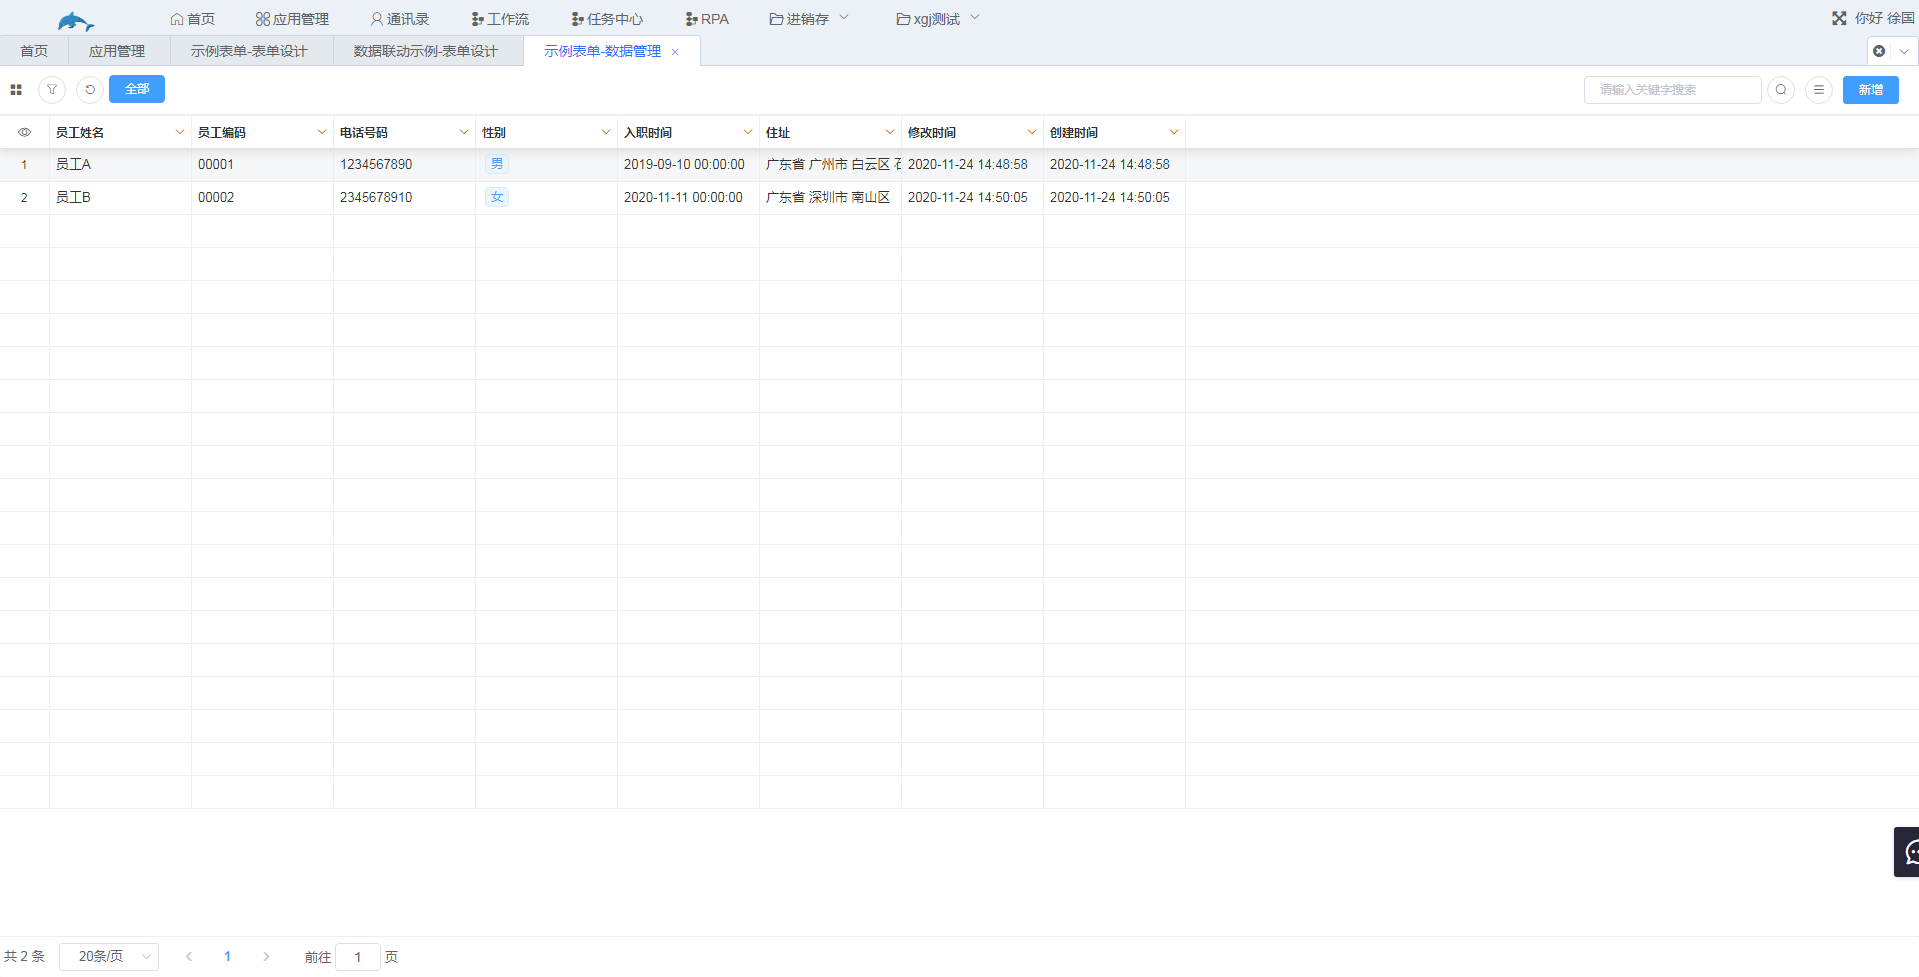 首页 应用管理 通讯录 工作流 任务中心 RPA 进销存 xgj测试 你好 徐国
首页 应用管理 示例表单-表单设计 数据联动示例-表单设计 示例表单-数据管理
全部 请输入关键字搜索 新增
员工姓名 员工编码 电话号码 性别 入职时间 住址 修改时间 创建时间
1 员工A 00001 1234567890 男 2019-09-10 00:00:00 广东省 广州市 白云区 2020-11-24 14:48:58 2020-11-24 14:48:58
2 员工B 00002 2345678910 女 2020-11-11 00:00:00 广东省 深圳市 南山区 2020-11-24 14:50:05 2020-11-24 14:50:05
共 2 条 20条/页 1 前往 1 页